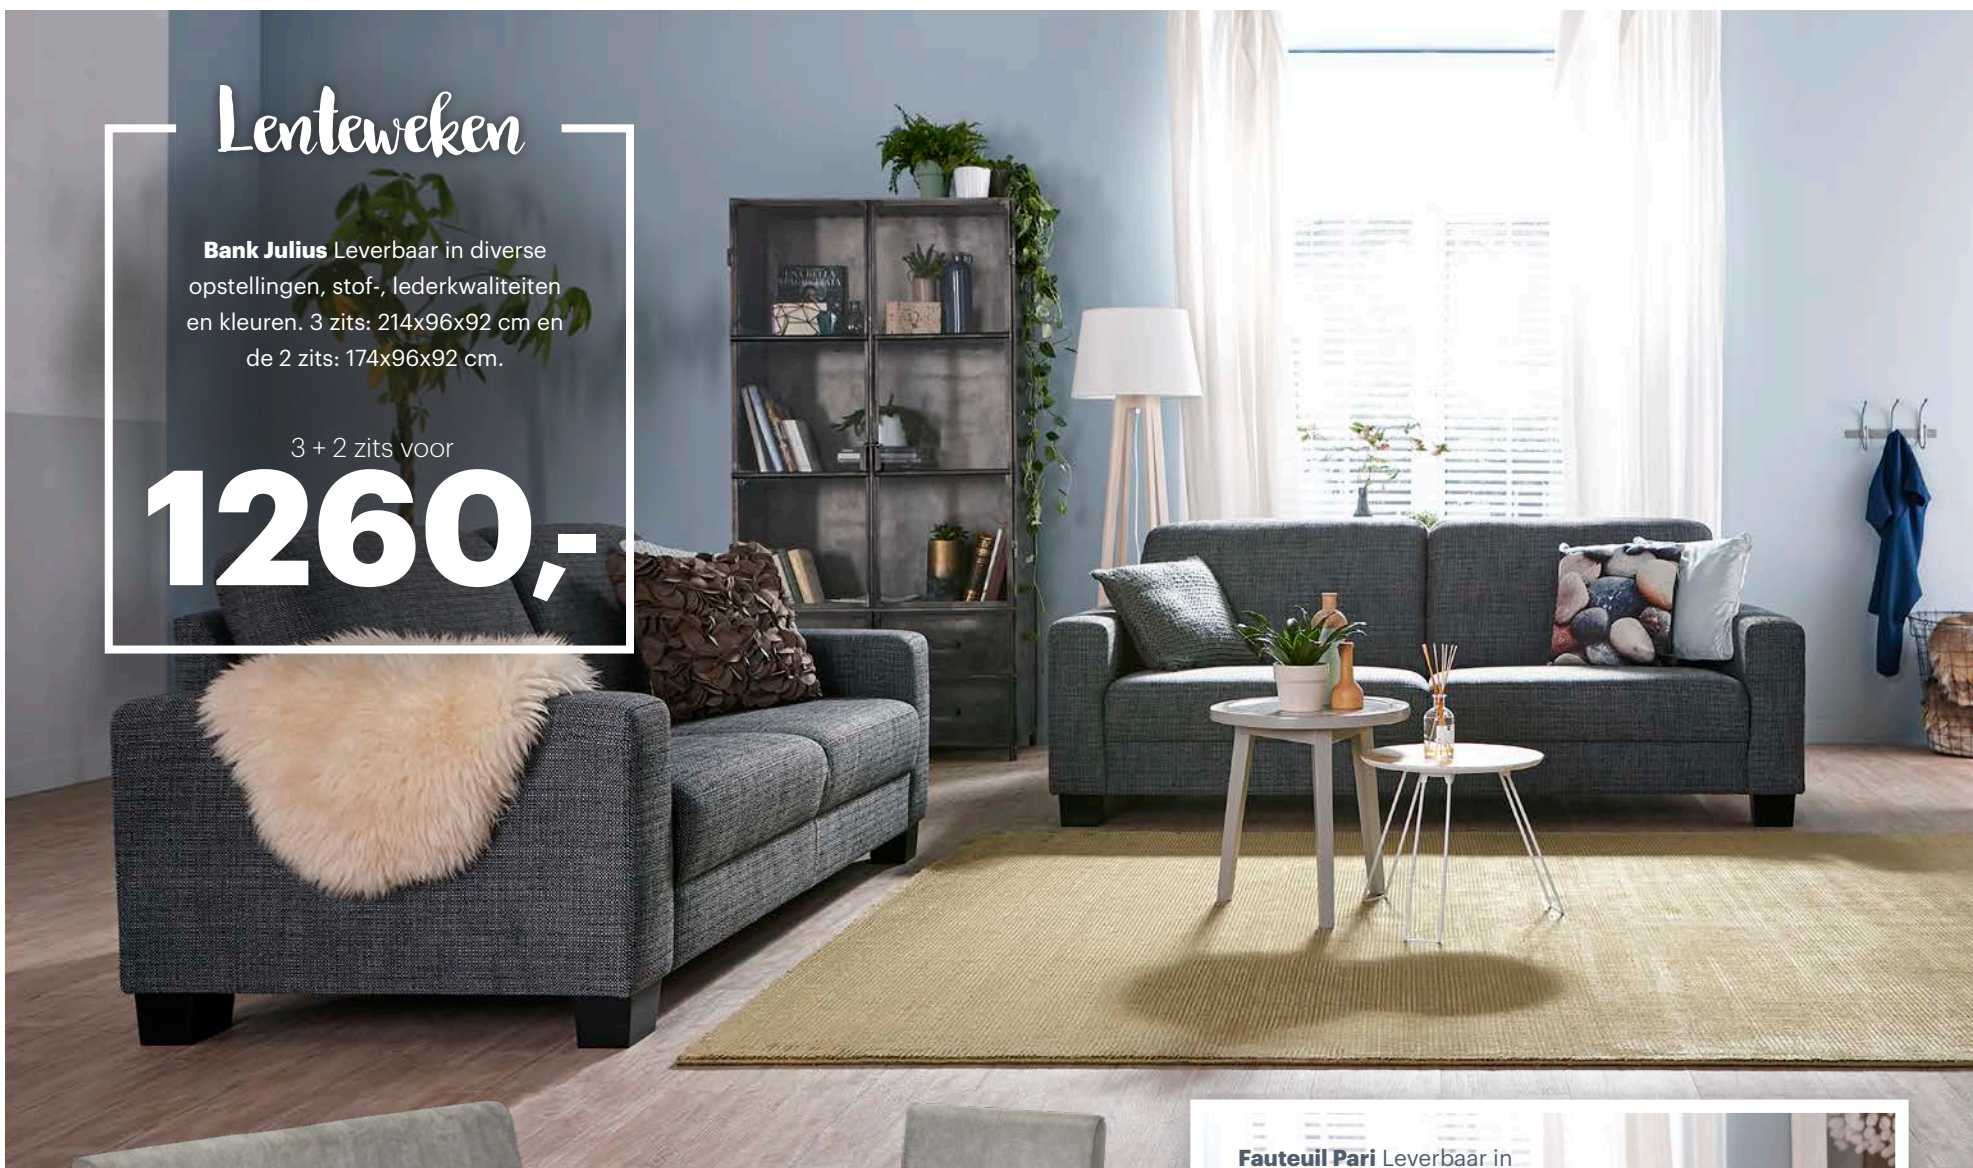 Lenteweken
Bank Julius Leverbaar in diverse
opstellingen, stof-, lederkwaliteiten
en kleuren. 3 zits: 214x96x92 cm en
de 2 zits: 174x96x92 cm.
3 + 2 zits voor
1260,-
Fauteuil Pari Leverbaar in